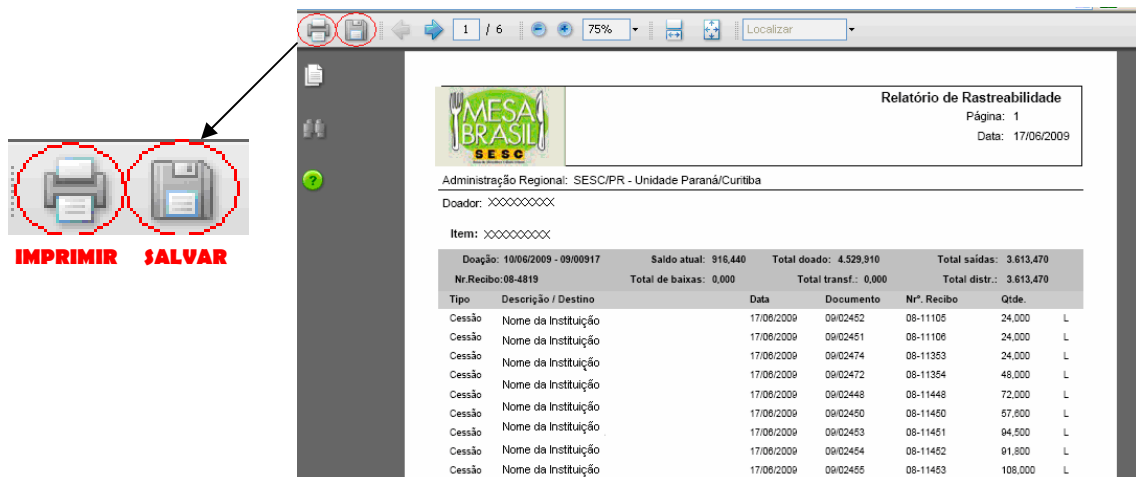 1 / 6 75% Localizar
MESA
BRASIL
SESC
Relatório de Rastreabilidade
Página: 1
Data: 17/06/2009
Administração Regional: SESC/PR - Unidade Paraná/Curitiba
Doador: XXXXXXXXX
Item: XXXXXXXXX
IMPRIMIR SALVAR
Doação: 10/06/2009 - 09/00917 Saldo atual: 916,440 Total doado: 4.529,910 Total saídas: 3.613,470
Nr.Recibo:08-4819 Total de baixas: 0,000 Total transf.: 0,000 Total distr.: 3.613,470
Tipo Descrição / Destino Data Documento Nrº. Recibo Qtde.
Cessão Nome da Instituição 17/06/2009 09/02452 08-11105 24,000 L
Cessão Nome da Instituição 17/06/2009 09/02451 08-11106 24,000 L
Cessão Nome da Instituição 17/06/2009 09/02474 08-11353 24,000 L
Cessão Nome da Instituição 17/06/2009 09/02472 08-11354 48,000 L
Cessão Nome da Instituição 17/06/2009 09/02448 08-11448 72,000 L
Cessão Nome da Instituição 17/06/2009 09/02450 08-11450 57,600 L
Cessão Nome da Instituição 17/06/2009 09/02453 08-11451 94,500 L
Cessão Nome da Instituição 17/06/2009 09/02454 08-11452 91,800 L
Cessão Nome da Instituição 17/06/2009 09/02455 08-11453 108,000 L